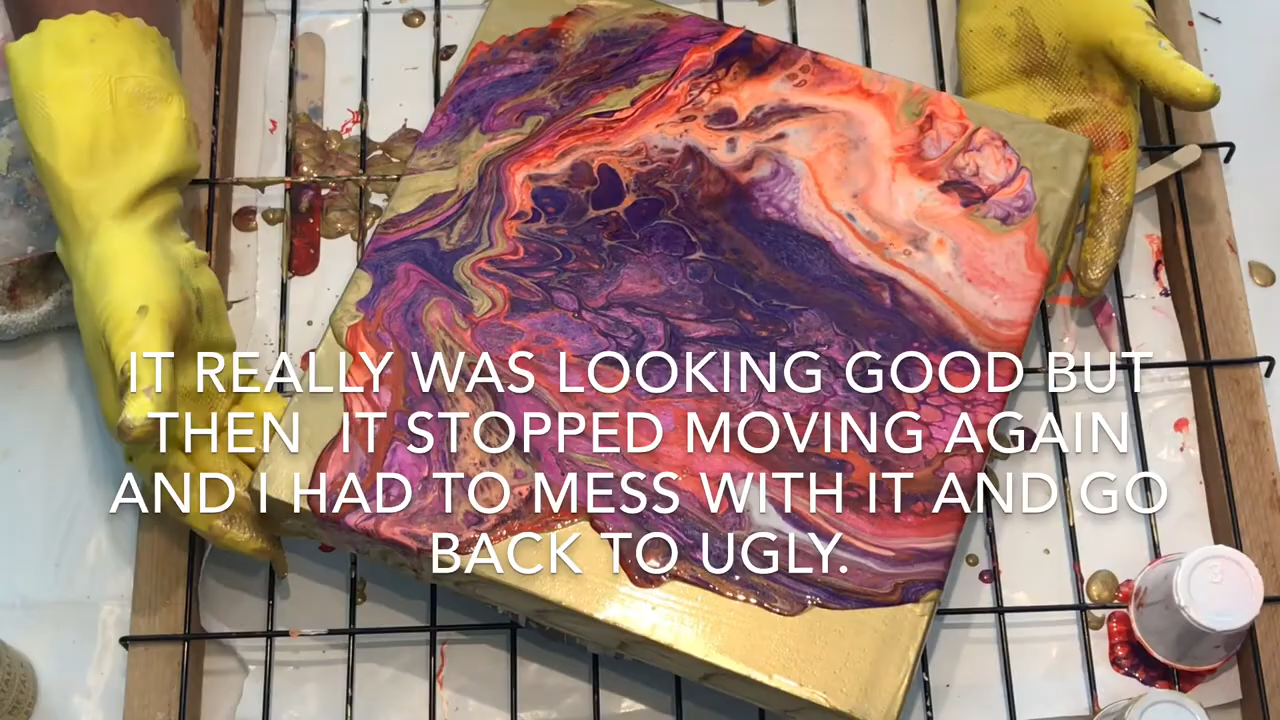 IT REALLY WAS LOOKING GOOD BUT
THEN  IT STOPPED MOVING AGAIN
AND I HAD TO MESS WITH IT AND GO
BACK TO UGLY.
3